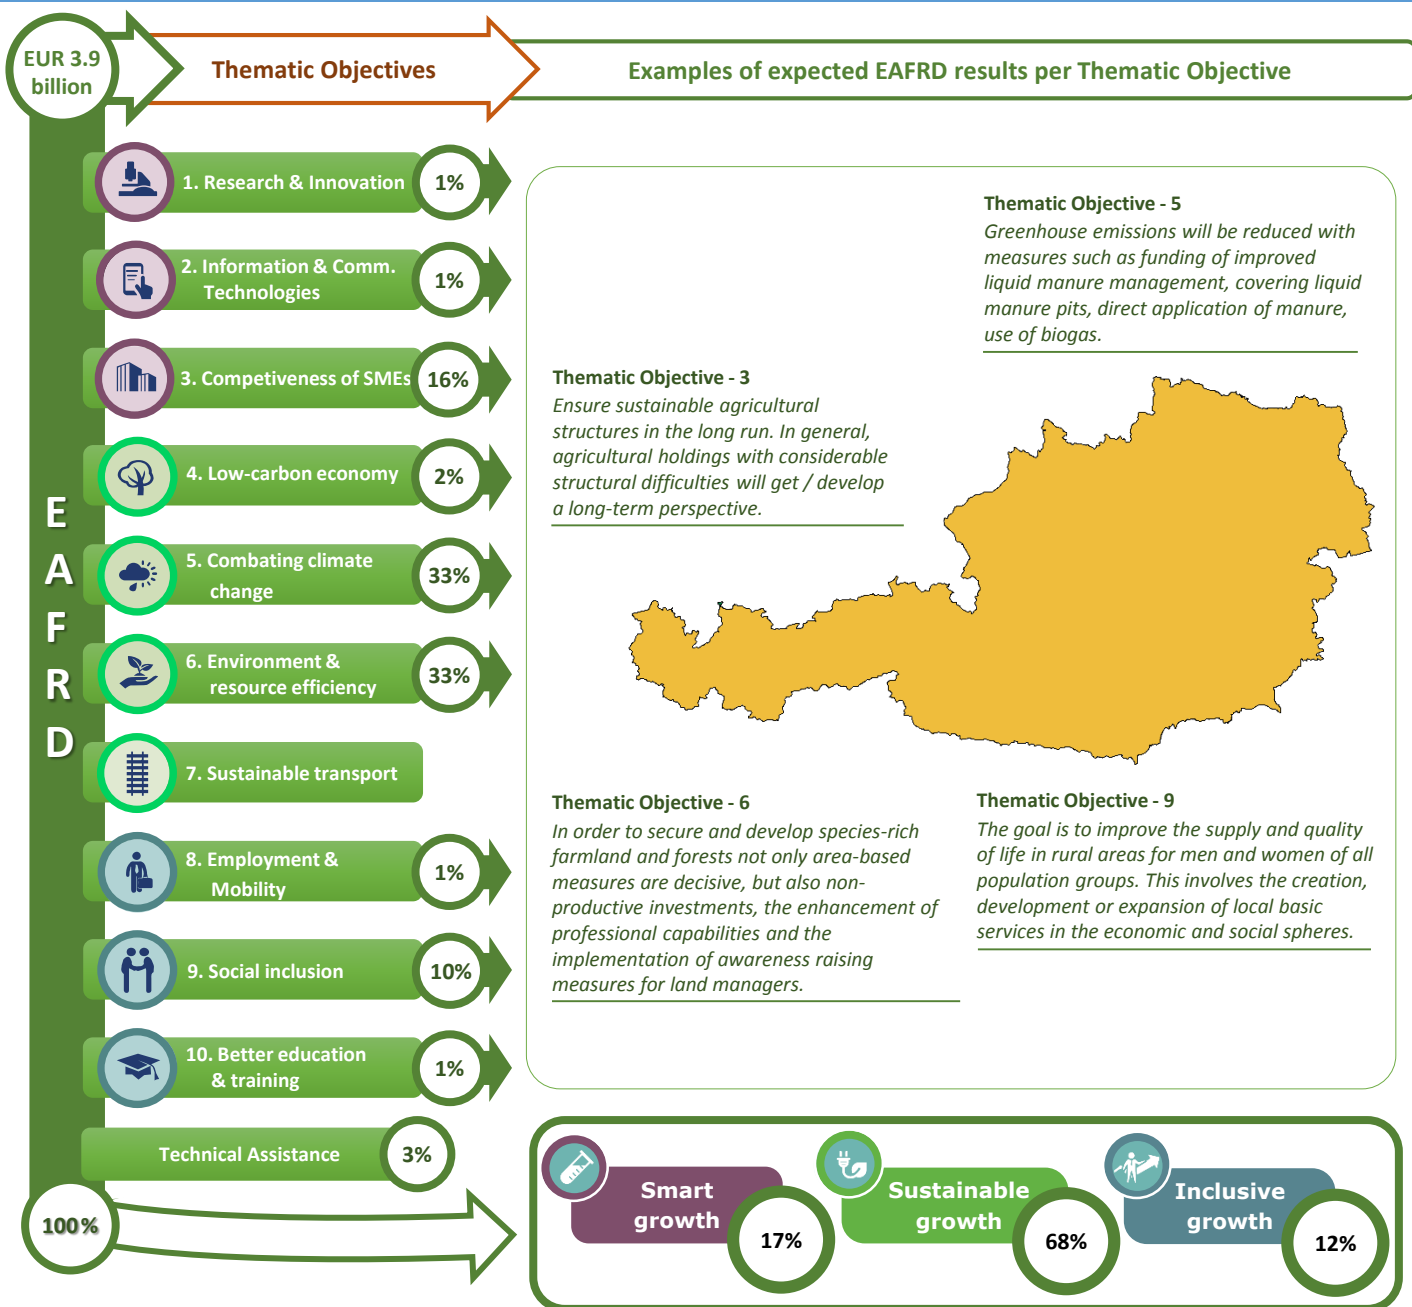 EUR 3.9
billion
Thematic Objectives
Examples of expected EAFRD results per Thematic Objective
E
A
F
R
D
1. Research & Innovation
1%
2. Information & Comm.
Technologies
1%
3. Competiveness of SMEs
16%
4. Low-carbon economy
2%
5. Combating climate
change
33%
6. Environment &
resource efficiency
33%
7. Sustainable transport
8. Employment &
Mobility
1%
9. Social inclusion
10%
10. Better education
& training
1%
Technical Assistance
3%
100%
Thematic Objective - 5
Greenhouse emissions will be reduced with
measures such as funding of improved
liquid manure management, covering liquid
manure pits, direct application of manure,
use of biogas.
Thematic Objective - 3
Ensure sustainable agricultural
structures in the long run. In general,
agricultural holdings with considerable
structural difficulties will get / develop
a long-term perspective.
Thematic Objective - 6
In order to secure and develop species-rich
farmland and forests not only area-based
measures are decisive, but also non-
productive investments, the enhancement of
professional capabilities and the
implementation of awareness raising
measures for land managers.
Thematic Objective - 9
The goal is to improve the supply and quality
of life in rural areas for men and women of all
population groups. This involves the creation,
development or expansion of local basic
services in the economic and social spheres.
Smart
growth
17%
Sustainable
growth
68%
Inclusive
growth
12%